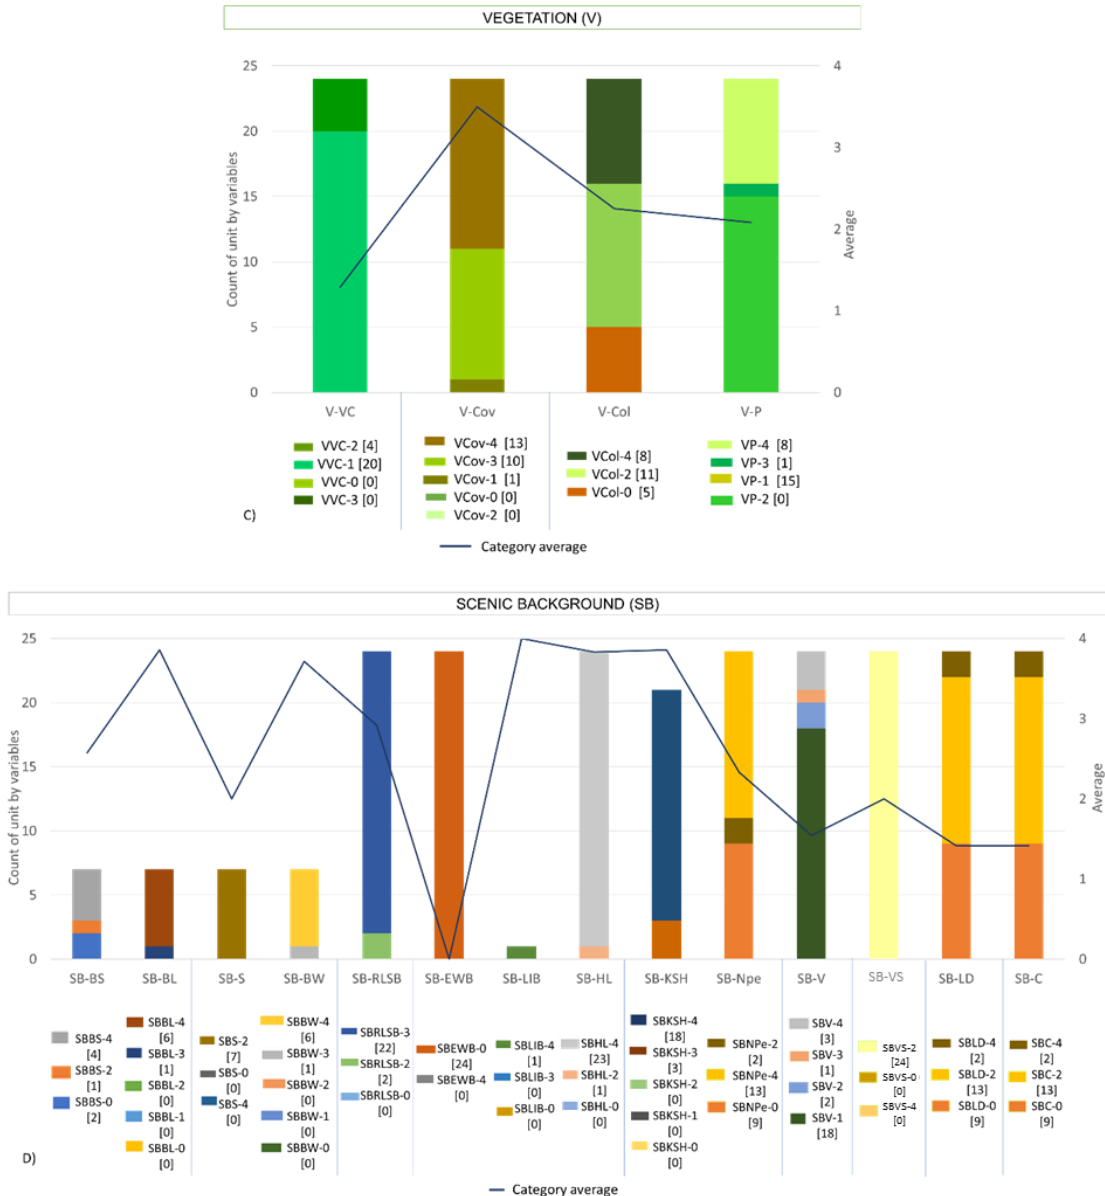 VEGETATION (V)
25
20
15
10
5
0
Count of unit by variables
4
3
2
1
0
Average
V-VC
V-Cov
V-Col
V-P
VVC-2 [4]
VVC-1 [20]
VVC-0 [0]
VVC-3 [0]
VCov-4 [13]
VCov-3 [10]
VCov-1 [1]
VCov-0 [0]
VCov-2 [0]
VCol-4 [8]
VCol-2 [11]
VCol-0 [5]
VP-4 [8]
VP-3 [1]
VP-1 [15]
VP-2 [0]
C)
Category average
SCENIC BACKGROUND (SB)
25
20
15
10
5
0
Count of unit by variables
4
3
2
1
0
Average
SB-BS
SB-BL
SB-S
SB-BW
SB-RLSB
SB-EWB
SB-LIB
SB-HL
SB-KSH
SB-Npe
SB-V
SB-VS
SB-LD
SB-C
SBBS-4
[4]
SBBS-2
[1]
SBBS-0
[2]
SBBL-4
[6]
SBBL-3
[1]
SBBL-2
[0]
SBBL-1
[0]
SBBL-0
[0]
SBS-2
[7]
SBS-0
[0]
SBS-4
[0]
SBBW-4
[6]
SBBW-3
[1]
SBBW-2
[0]
SBBW-1
[0]
SBBW-0
[0]
SBRLSB-3
[22]
SBRLSB-2
[2]
SBRLSB-0
[0]
SBEWB-0
[24]
SBEWB-4
[0]
SBLIB-4
[1]
SBLIB-3
[0]
SBLIB-0
[0]
SBHL-4
[23]
SBHL-2
[1]
SBHL-0
[0]
SBKSH-4
[18]
SBKSH-3
[3]
SBKSH-2
[0]
SBKSH-1
[0]
SBKSH-0
[0]
SBNPe-2
[2]
SBNPe-4
[13]
SBNPe-0
[9]
SBV-4
[3]
SBV-3
[1]
SBV-2
[2]
SBV-1
[18]
SBVS-2
[24]
SBVS-0
[0]
SBVS-4
[0]
SBLD-4
[2]
SBLD-2
[13]
SBLD-0
[9]
SBC-4
[2]
SBC-2
[13]
SBC-0
[9]
D)
Category average